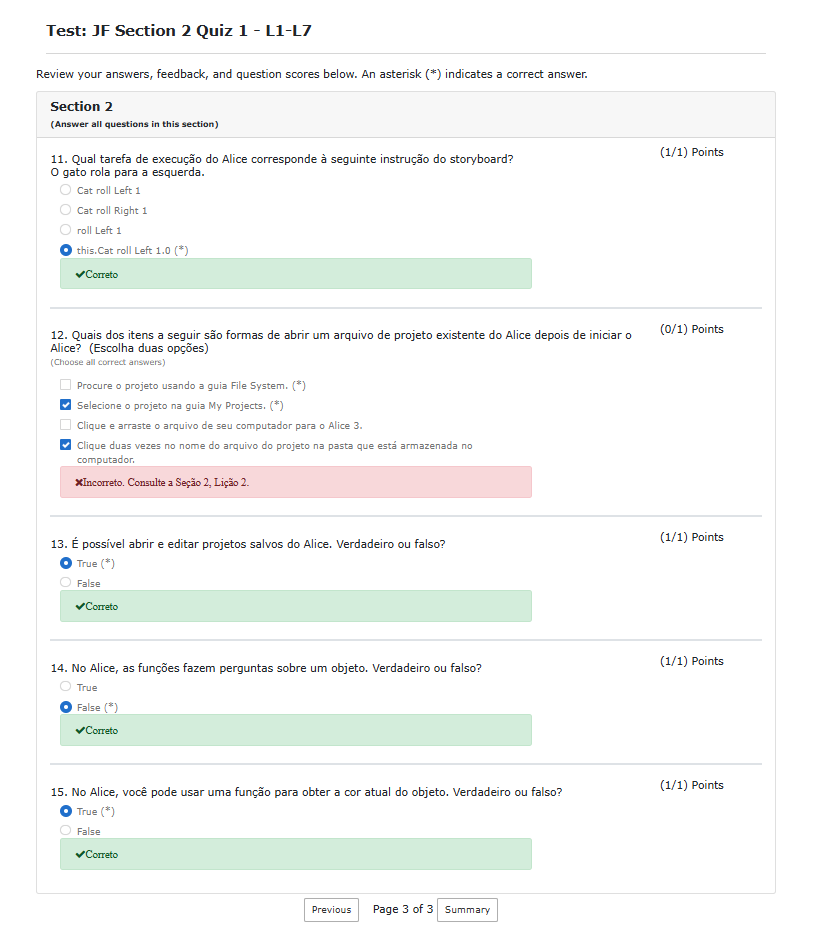 Test: JF Section 2 Quiz 1 - L1-L7
Review your answers, feedback, and question scores below. An asterisk (*) indicates a correct answer.
Section 2
(Answer all questions in this section)
11. Qual tarefa de execução do Alice corresponde à seguinte instrução do storyboard?
(1/1) Points
O gato rola para a esquerda.
Cat roll Left 1
Cat roll Right 1
roll Left 1
this.Cat roll Left 1.0 (*)
Correto
12. Quais dos itens a seguir são formas de abrir um arquivo de projeto existente do Alice depois de iniciar o
(0/1) Points
Alice?  (Escolha duas opções)
(Choose all correct answers)
Procure o projeto usando a guia File System. (*)
Selecione o projeto na guia My Projects. (*)
Clique e arraste o arquivo de seu computador para o Alice 3.
Clique duas vezes no nome do arquivo do projeto na pasta que está armazenada no
computador.
Incorreto. Consulte a Seção 2, Lição 2.
13. É possível abrir e editar projetos salvos do Alice. Verdadeiro ou falso?
(1/1) Points
True (*)
False
Correto
14. No Alice, as funções fazem perguntas sobre um objeto. Verdadeiro ou falso?
(1/1) Points
True
False (*)
Correto
15. No Alice, você pode usar uma função para obter a cor atual do objeto. Verdadeiro ou falso?
(1/1) Points
True (*)
False
Correto
Previous
Page 3 of 3
Summary